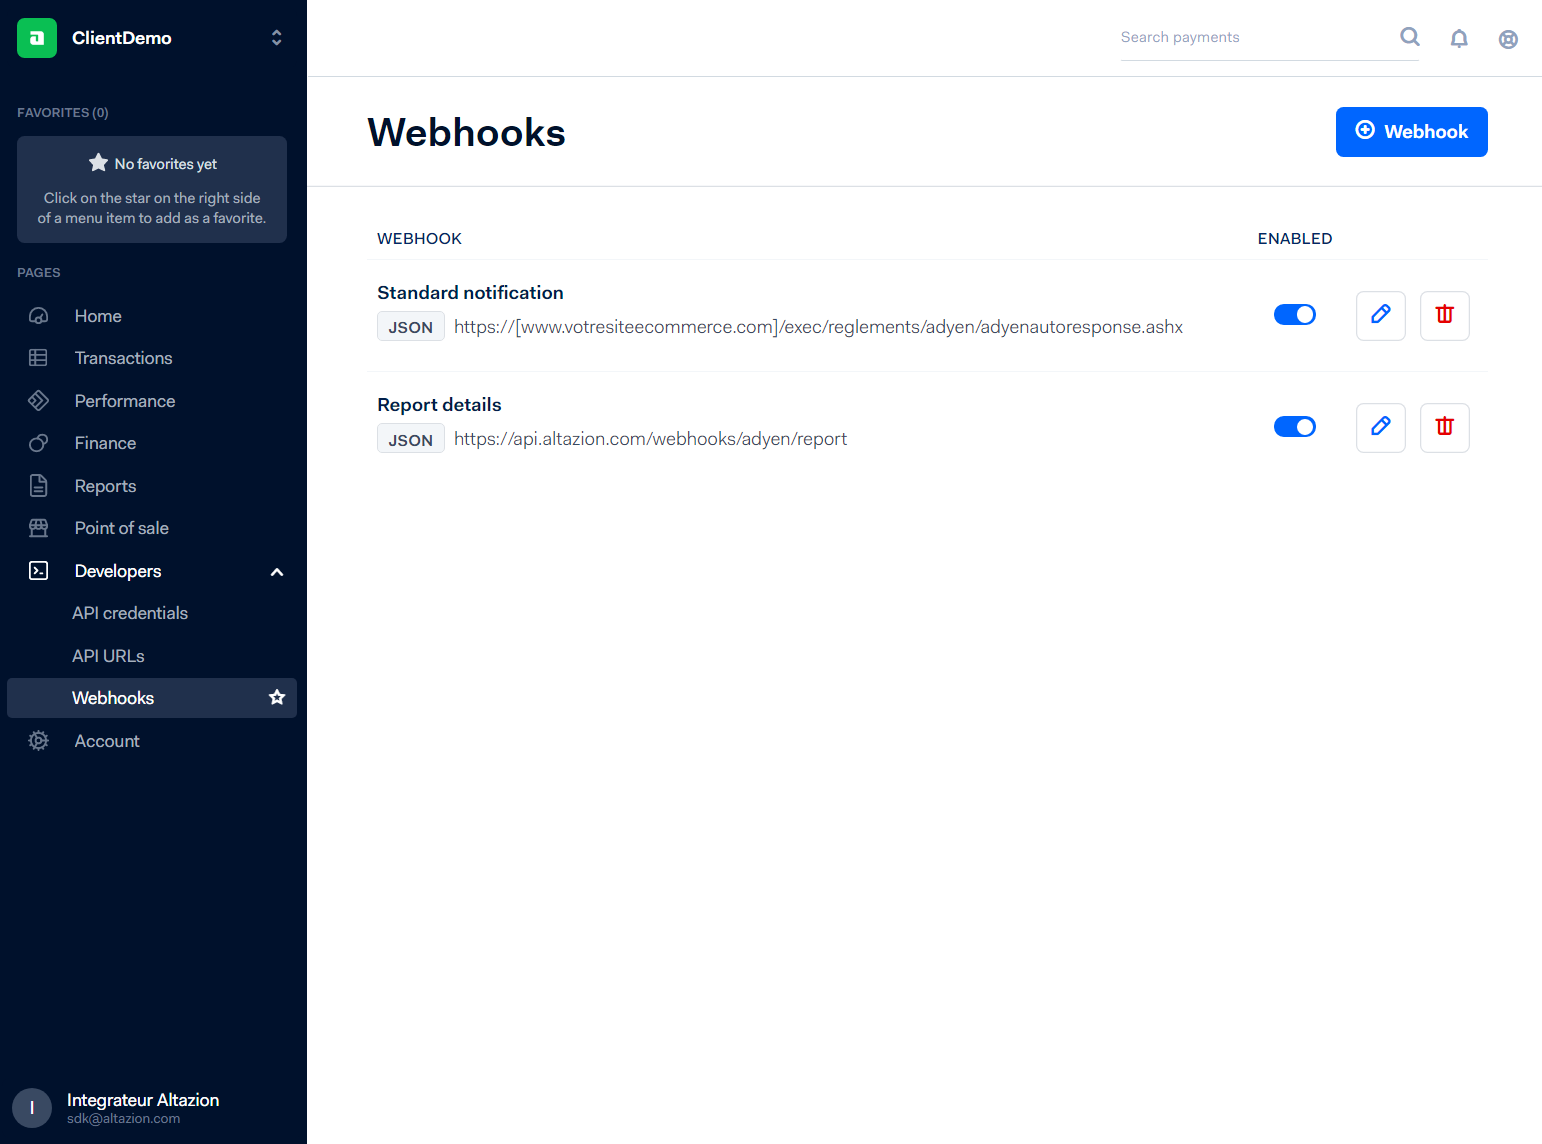 ClientDemo
Search payments
FAVORITES (0)
No favorites yet
Click on the star on the right side
of a menu item to add as a favorite.
PAGES
Home
Transactions
Performance
Finance
Reports
Point of sale
Developers
API credentials
API URLs
Webhooks
Account
I
Integrateur Altazion
sdk@altazion.com
Webhooks
Webhook
WEBHOOK
ENABLED
Standard notification
JSON https://[www.votresiteecommerce.com]/exec/reglements/adyen/adyenautoresponse.ashx
Report details
JSON https://api.altazion.com/webhooks/adyen/report